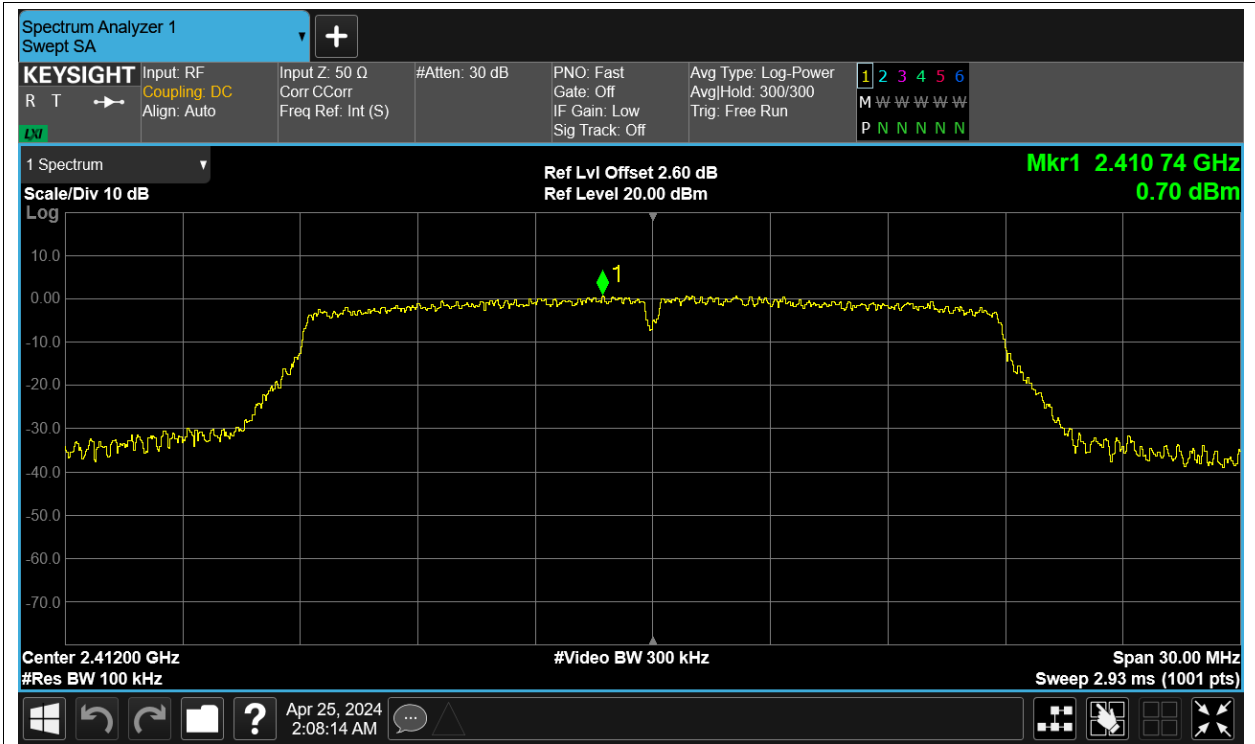 Spectrum Analyzer 1
Swept SA
KEYSIGHT
R T
LXI
Input: RF
Coupling: DC
Align: Auto
Input Z: 50 Ω
Corr CCorr
Freq Ref: Int (S)
#Atten: 30 dB
PNO: Fast
Gate: Off
IF Gain: Low
Sig Track: Off
Avg Type: Log-Power
Avg|Hold: 300/300
Trig: Free Run
1 2 3 4 5 6
M W W W W W
P N N N N N
1 Spectrum
Scale/Div 10 dB
Log
Ref Lvl Offset 2.60 dB
Ref Level 20.00 dBm
Mkr1 2.410 74 GHz
0.70 dBm
10.0
0.00
-10.0
-20.0
-30.0
-40.0
-50.0
-60.0
-70.0
1
Center 2.41200 GHz
#Res BW 100 kHz
#Video BW 300 kHz
Span 30.00 MHz
Sweep 2.93 ms (1001 pts)
?
Apr 25, 2024
2:08:14 AM